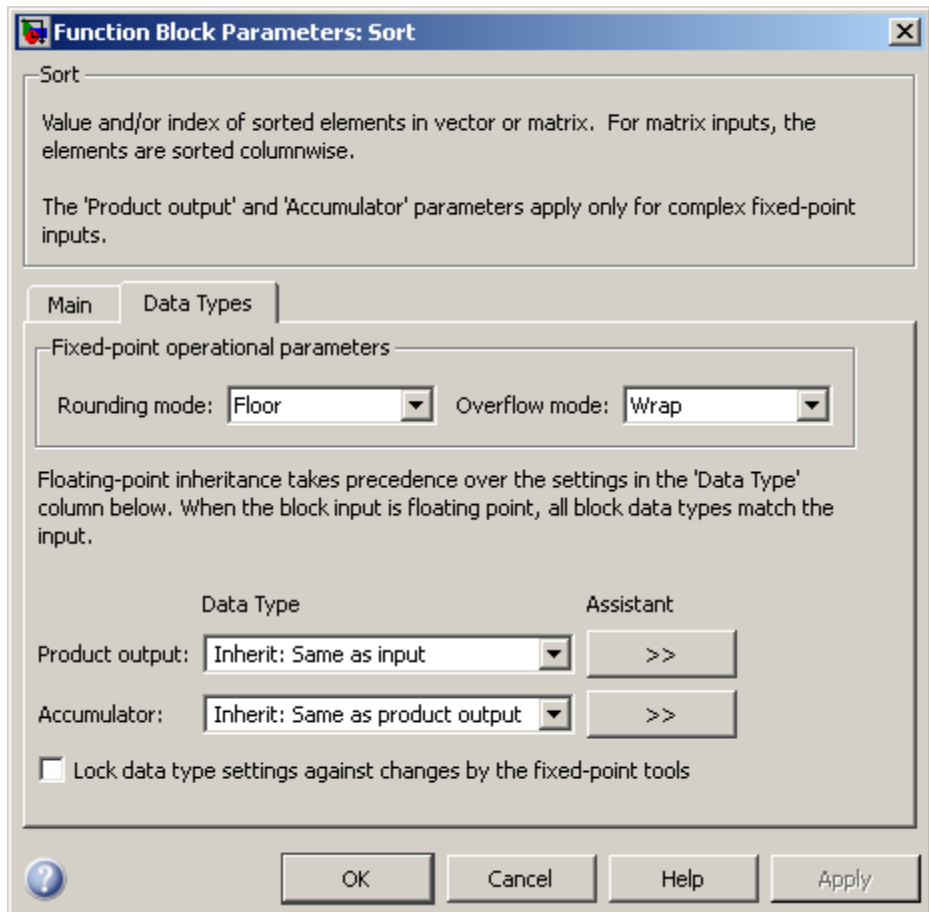 Function Block Parameters: Sort
Sort
Value and/or index of sorted elements in vector or matrix.  For matrix inputs, the
elements are sorted columnwise.
The 'Product output' and 'Accumulator' parameters apply only for complex fixed-point
inputs.
Main
Data Types
Fixed-point operational parameters
Rounding mode: Floor
Overflow mode: Wrap
Floating-point inheritance takes precedence over the settings in the 'Data Type'
column below. When the block input is floating point, all block data types match the
input.
Data Type
Assistant
Product output: Inherit: Same as input >>
Accumulator: Inherit: Same as product output >>
Lock data type settings against changes by the fixed-point tools
? OK Cancel Help Apply